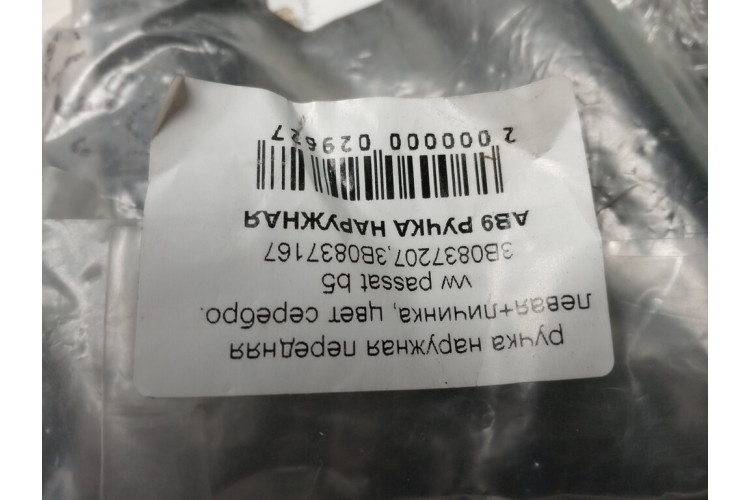 ручка наружная передняя
левая+личинка, цвет серебро.
vw passat b5
3B0837207,3B0837167
АВ9 РУЧКА НАРУЖНАЯ
2 000000 029627